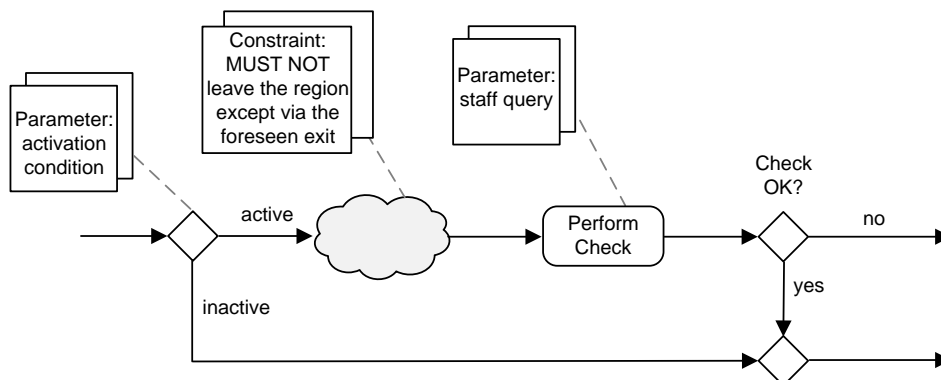 Constraint:
MUST NOT
leave the region
except via the
foreseen exit
Parameter:
staff query
Parameter:
activation
condition
Check
OK?
active
Perform
Check
no
inactive
yes